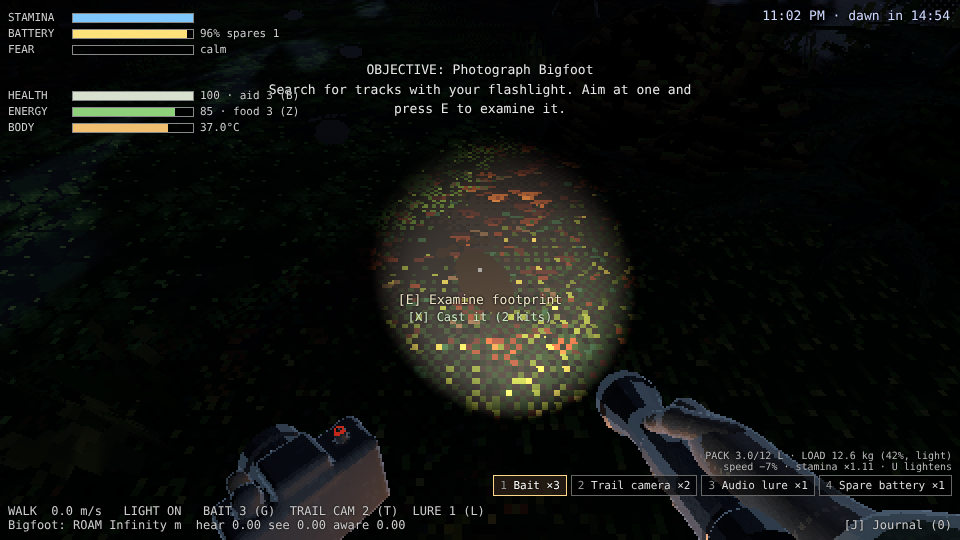 STAMINA
BATTERY 96% spares 1
FEAR calm
HEALTH 100 · aid 3 (B)
ENERGY 85 · food 3 (Z)
BODY 37.0°C
11:02 PM · dawn in 14:54
OBJECTIVE: Photograph Bigfoot
Search for tracks with your flashlight. Aim at one and
press E to examine it.
[E] Examine footprint
[X] Cast it (2 kits)
PACK 3.0/12 L · LOAD 12.6 kg (42%, light)
speed −7% · stamina ×1.11 · U lightens
1 Bait ×3 2 Trail camera ×2 3 Audio lure ×1 4 Spare battery ×1
WALK 0.0 m/s LIGHT ON BAIT 3 (G) TRAIL CAM 2 (T) LURE 1 (L)
Bigfoot: ROAM Infinity m hear 0.00 see 0.00 aware 0.00
[J] Journal (0)